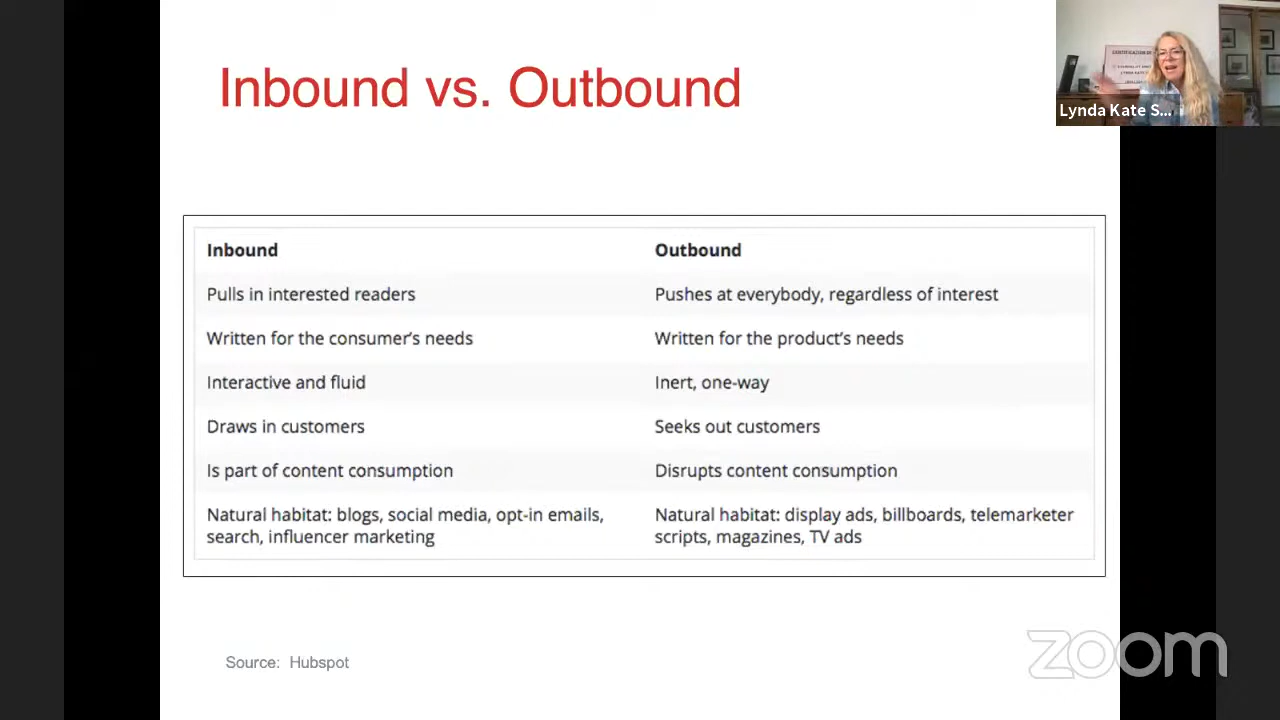 Inbound vs. Outbound
Lynda Kate S...
Inbound
Outbound
Pulls in interested readers
Pushes at everybody, regardless of interest
Written for the consumer’s needs
Written for the product’s needs
Interactive and fluid
Inert, one-way
Draws in customers
Seeks out customers
Is part of content consumption
Disrupts content consumption
Natural habitat: blogs, social media, opt-in emails,
search, influencer marketing
Natural habitat: display ads, billboards, telemarketer
scripts, magazines, TV ads
Source: Hubspot
zoom